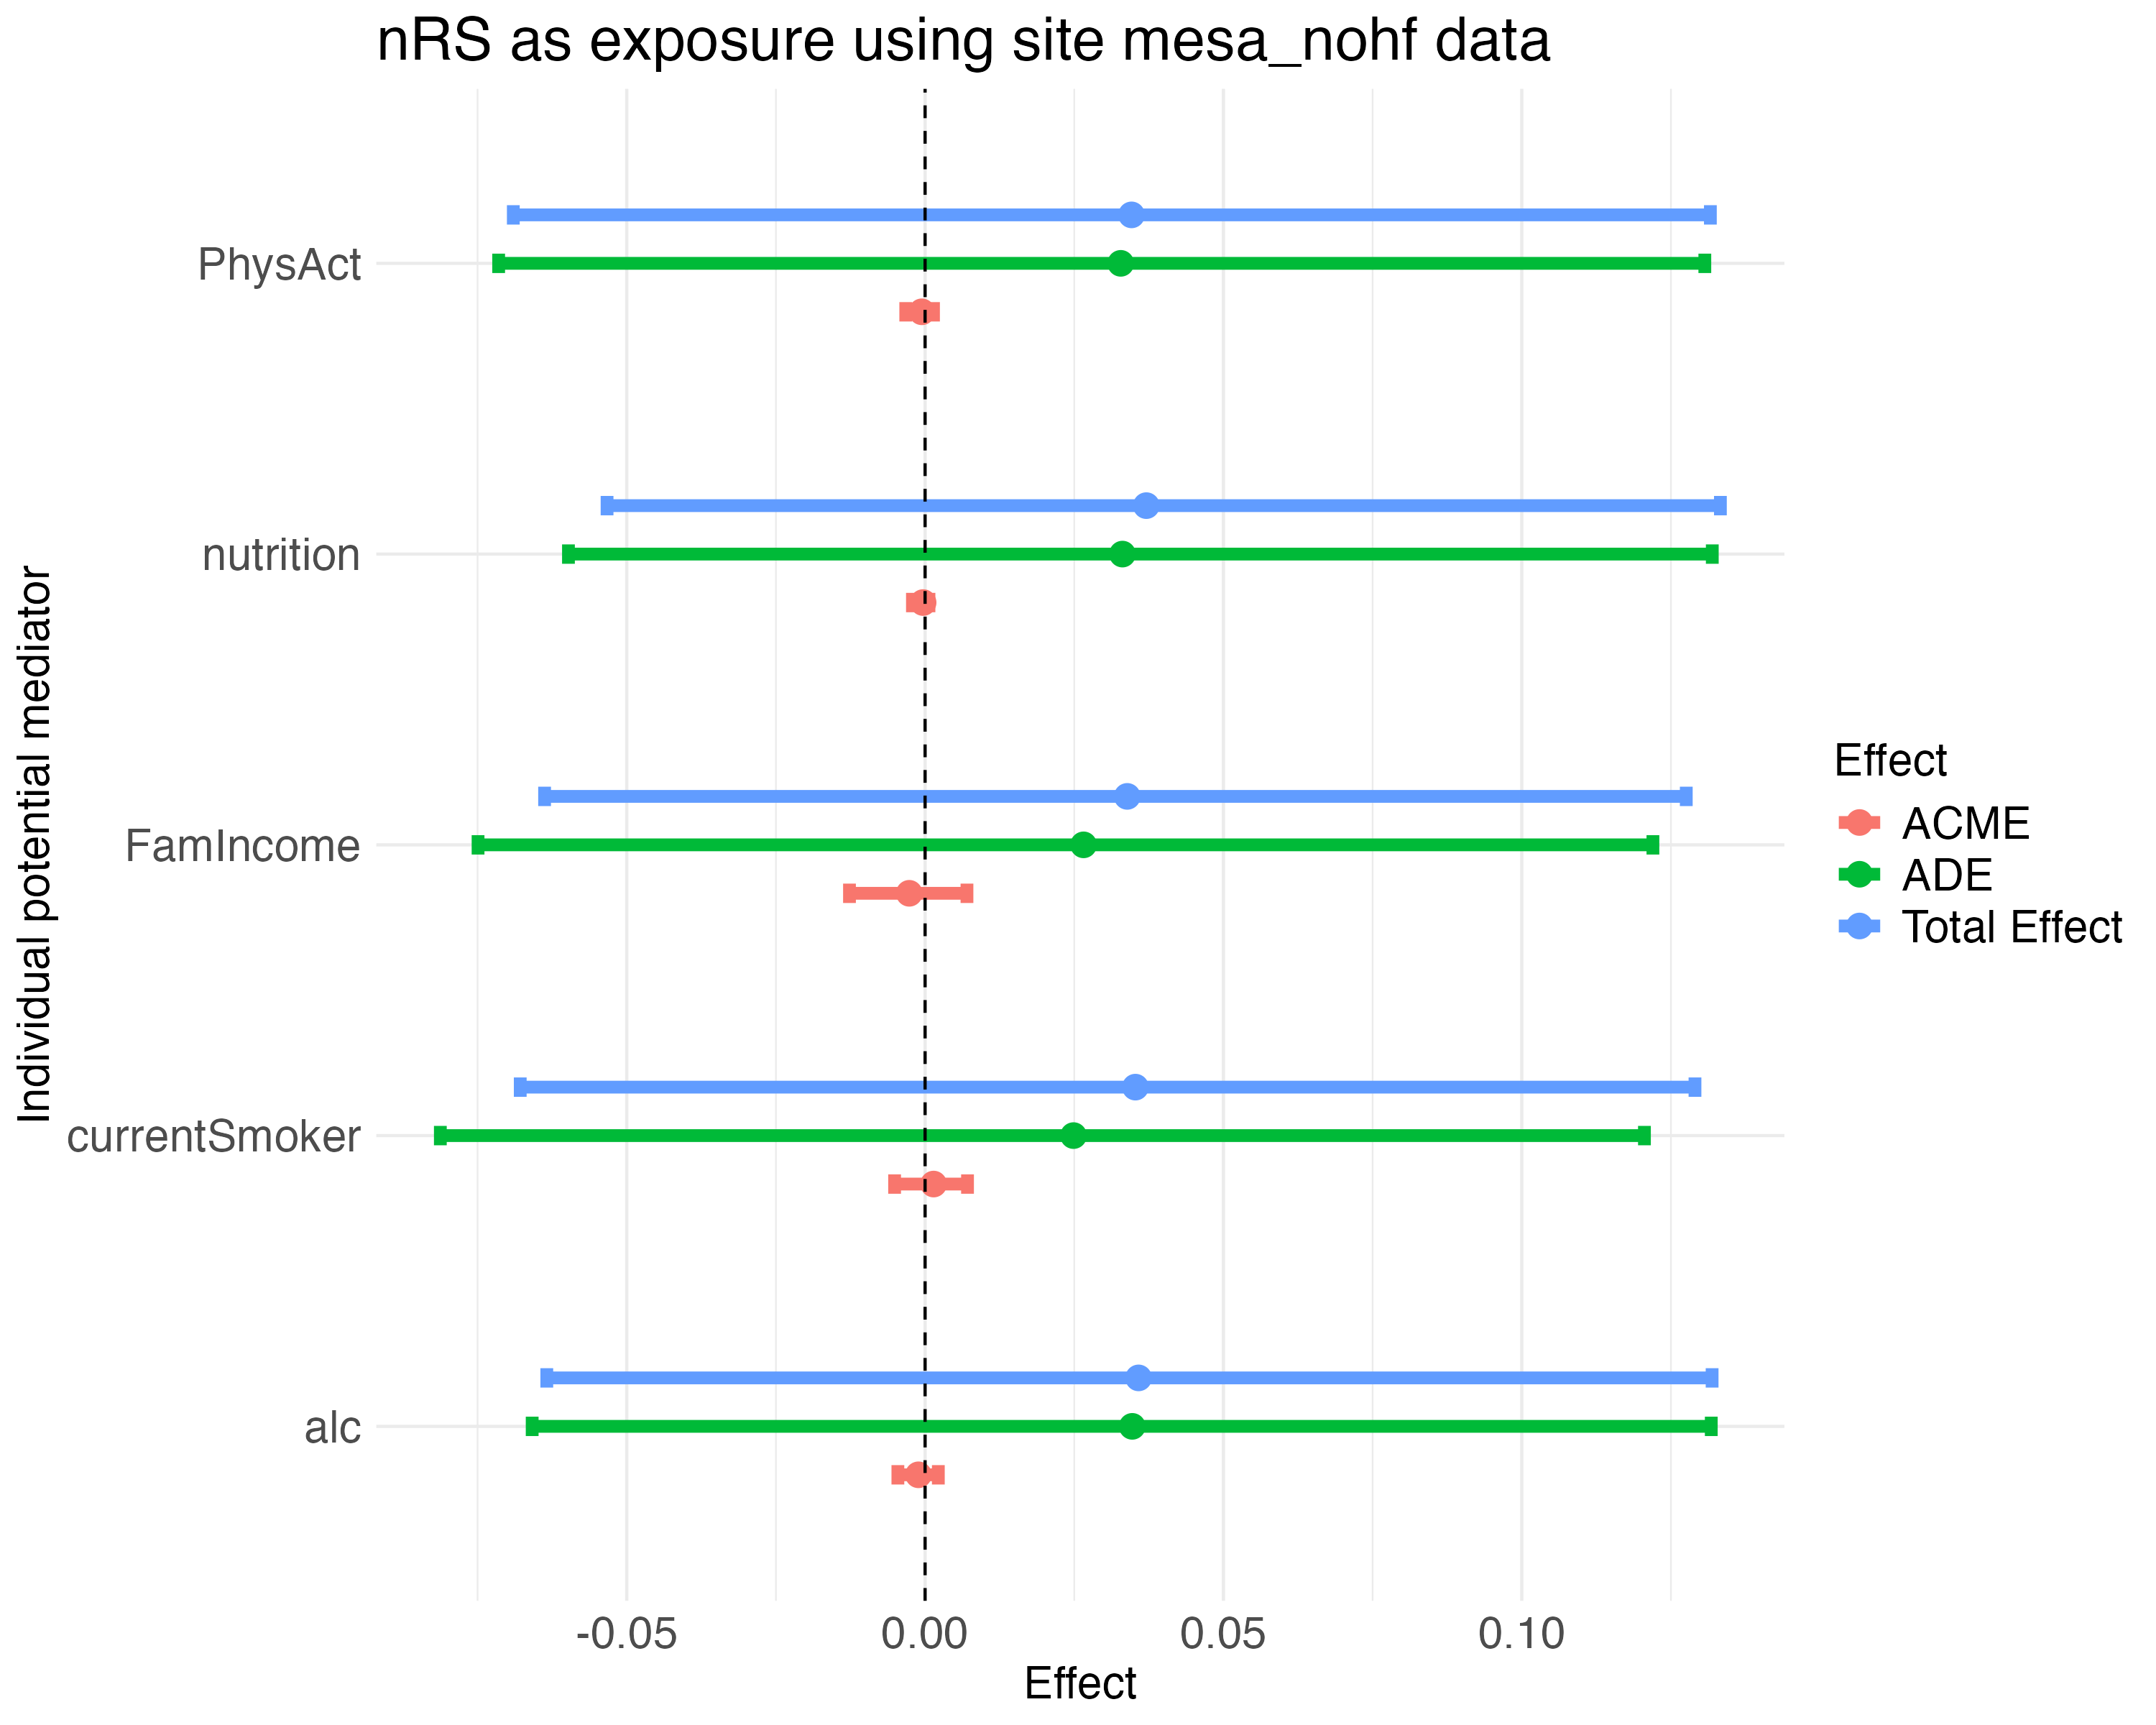 nRS as exposure using site mesa_nohf data
Individual potential mediator
PhysAct
nutrition
FamIncome
currentSmoker
alc
-0.05
0.00
0.05
0.10
Effect
Effect
ACME
ADE
Total Effect